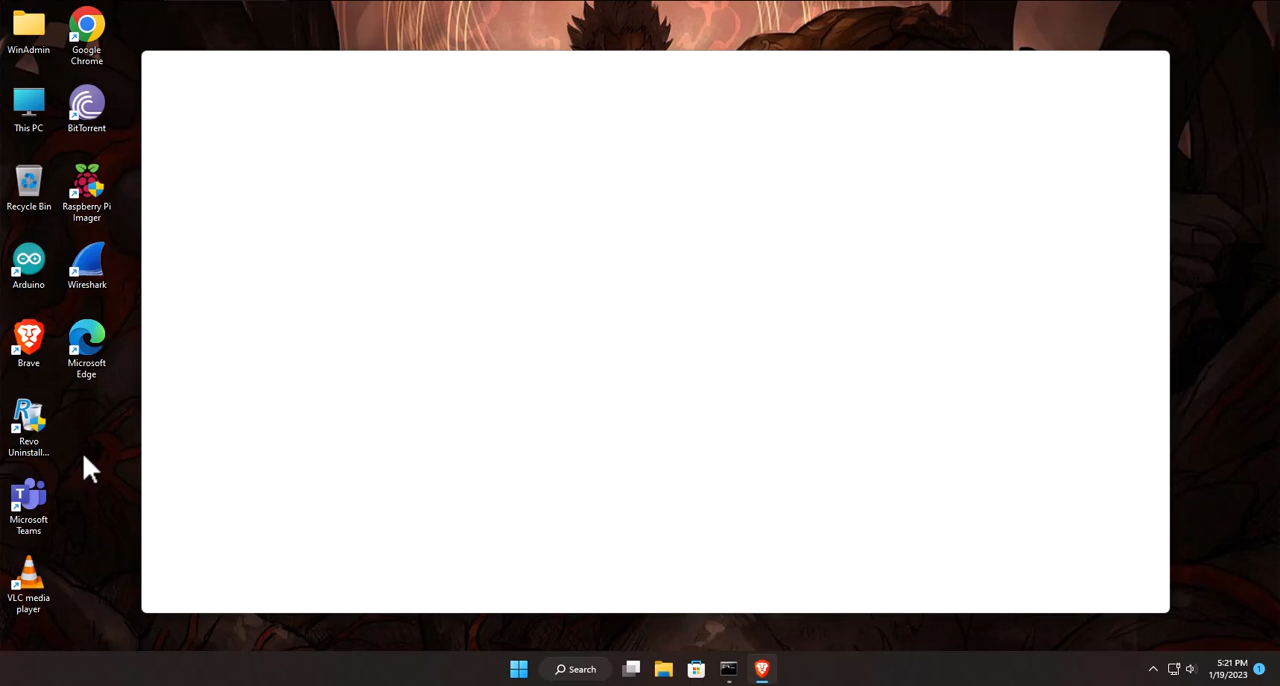 WinAdmin
Google
Chrome
This PC
BitTorrent
Recycle Bin
Raspberry Pi
Imager
Arduino
Wireshark
Brave
Microsoft
Edge
Revo
Uninstall...
Microsoft
Teams
VLC media
player
Search
5:21 PM
1/19/2023
1